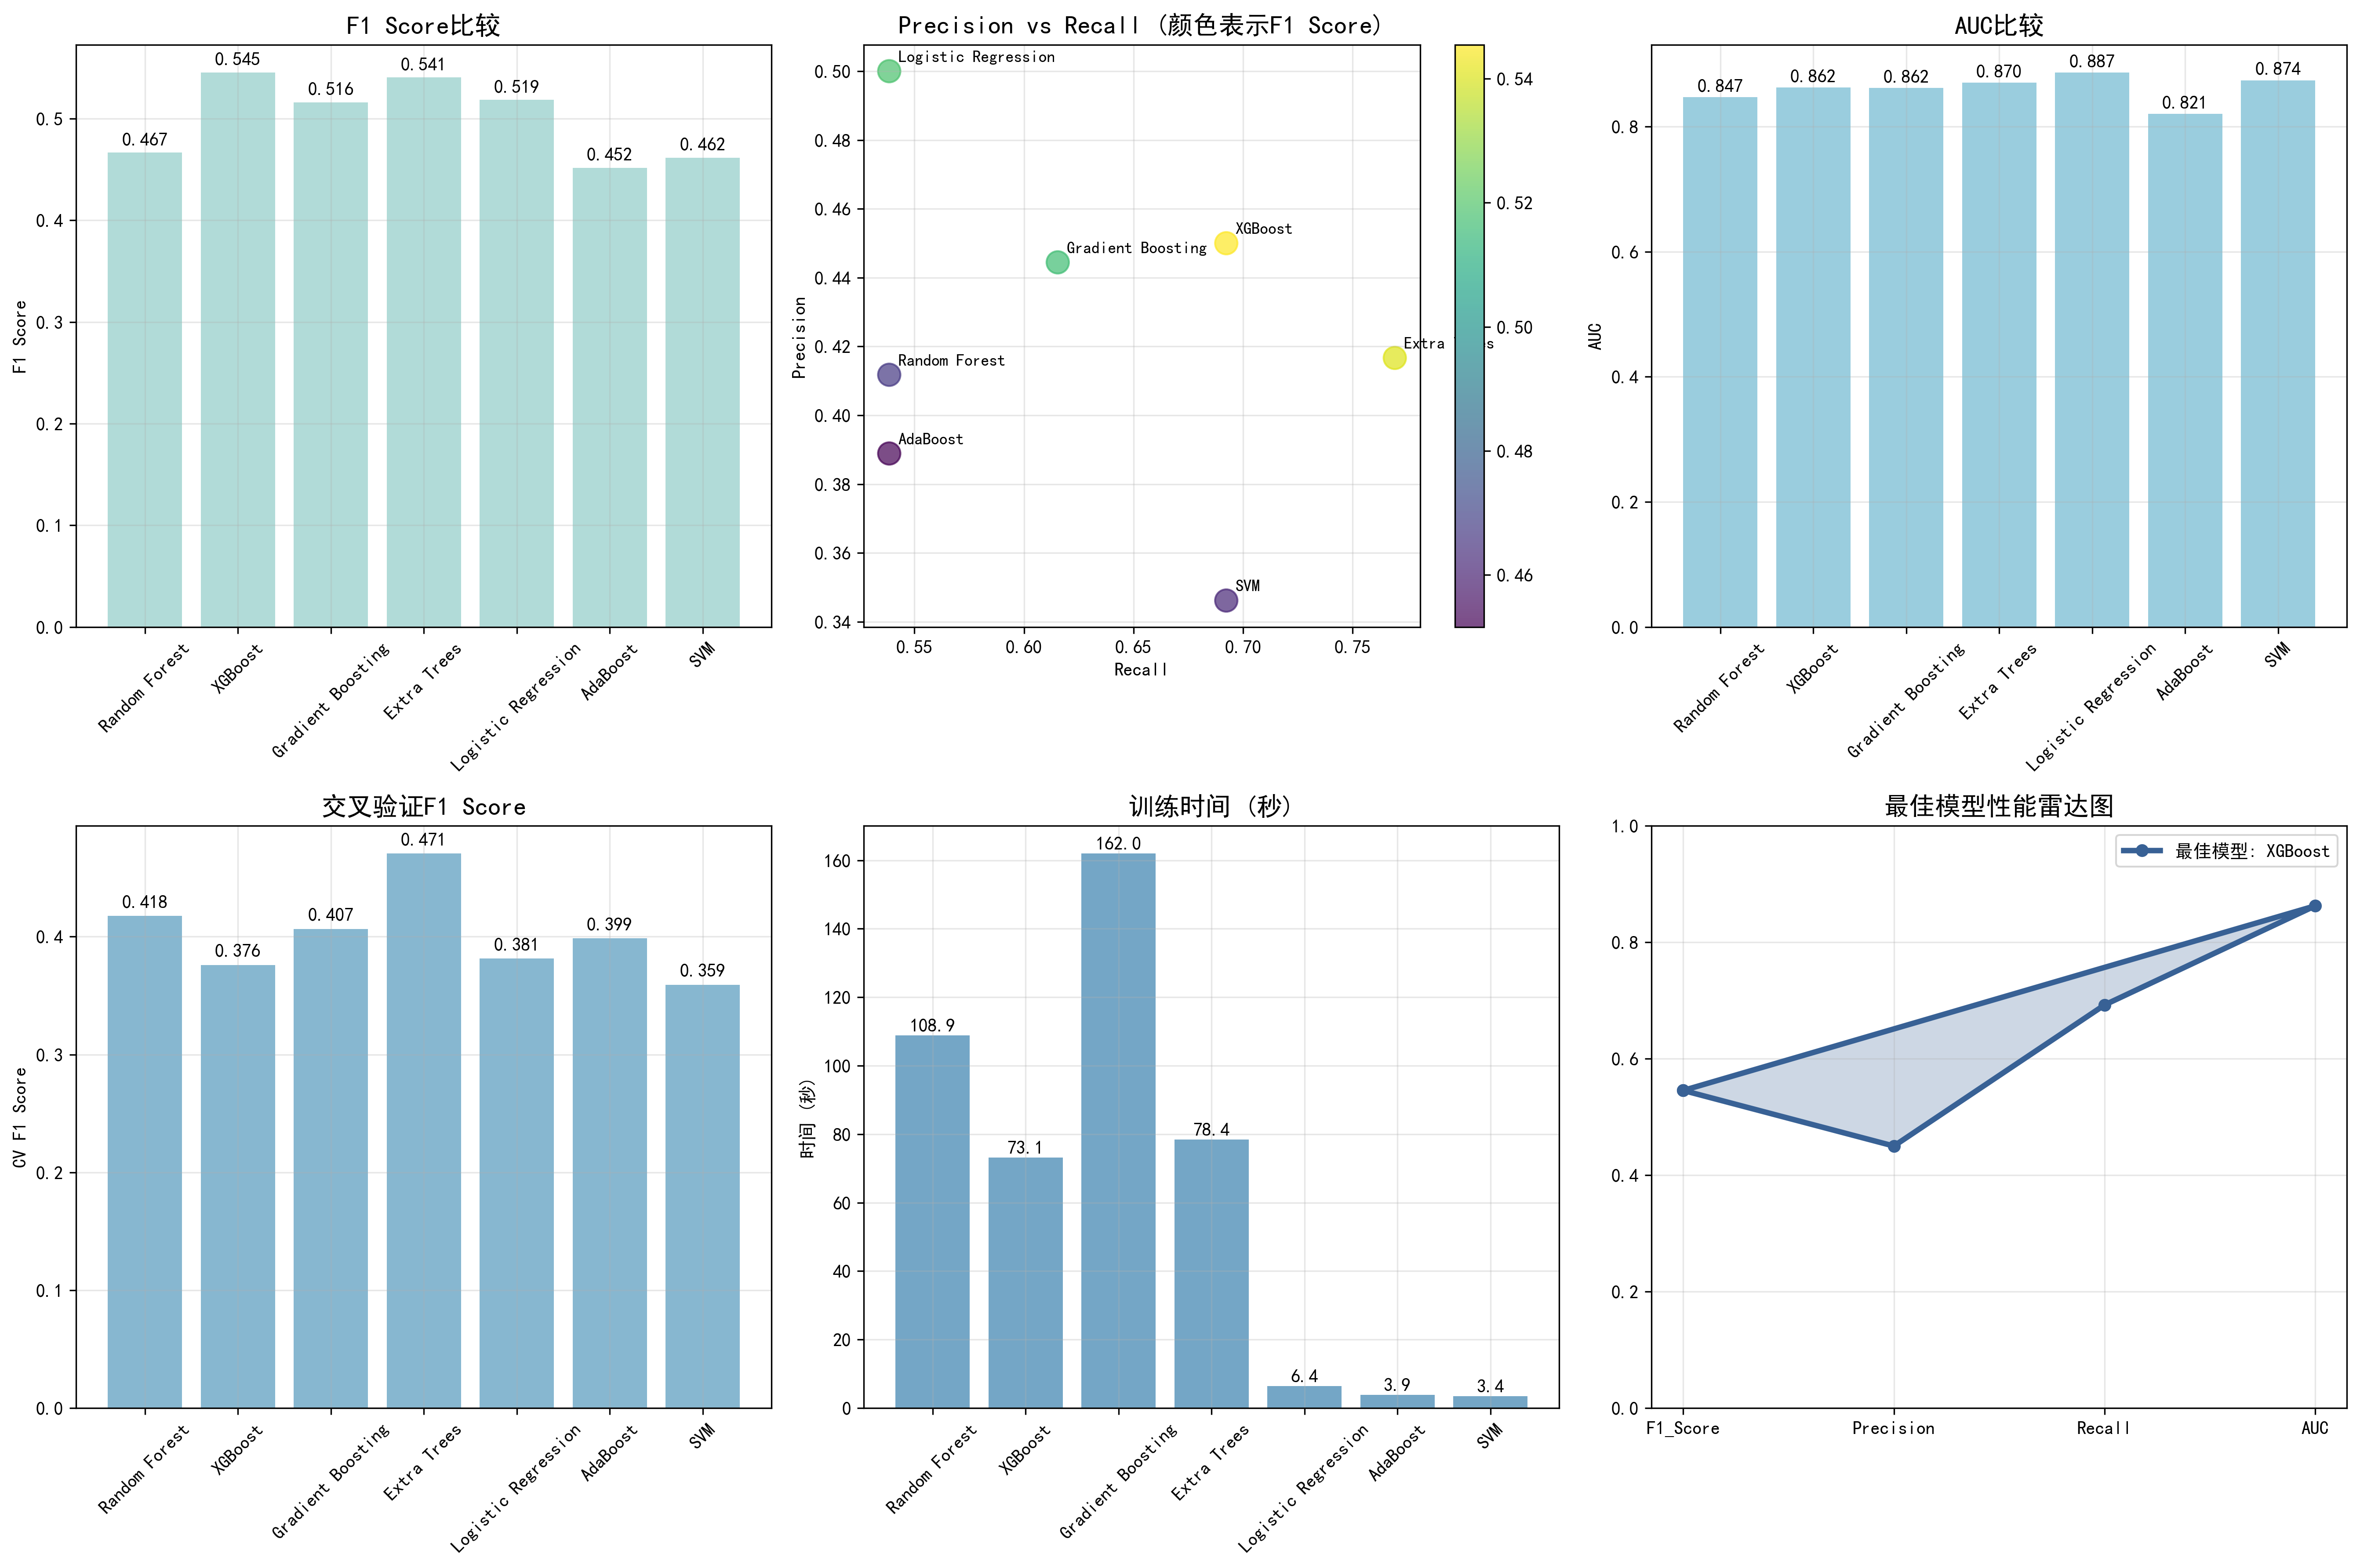 F1 Score比较
F1 Score
0.5
0.4
0.3
0.2
0.1
0.0
0.467
0.545
0.516
0.541
0.519
0.452
0.462
Random Forest
XGBoost
Gradient Boosting
Extra Trees
Logistic Regression
AdaBoost
SVM
Precision vs Recall (颜色表示F1 Score)
Precision
0.50
0.48
0.46
0.44
0.42
0.40
0.38
0.36
0.34
Logistic Regression
XGBoost
Gradient Boosting
Extra
s
Random Forest
AdaBoost
SVM
0.55
0.60
0.65
0.70
0.75
Recall
0.54
0.52
0.50
0.48
0.46
AUC比较
AUC
0.8
0.6
0.4
0.2
0.0
0.847
0.862
0.862
0.870
0.887
0.821
0.874
Random Forest
XGBoost
Gradient Boosting
Extra Trees
Logistic Regression
AdaBoost
SVM
交叉验证F1 Score
CV F1 Score
0.4
0.3
0.2
0.1
0.0
0.418
0.376
0.407
0.471
0.381
0.399
0.359
Random Forest
XGBoost
Gradient Boosting
Extra Trees
Logistic Regression
AdaBoost
SVM
训练时间 (秒)
时间 (秒)
160
140
120
100
80
60
40
20
0
108.9
73.1
162.0
78.4
6.4
3.9
3.4
Random Forest
XGBoost
Gradient Boosting
Extra Trees
Logistic Regression
AdaBoost
SVM
最佳模型性能雷达图
最佳模型: XGBoost
1.0
0.8
0.6
0.4
0.2
0.0
F1_Score
Precision
Recall
AUC